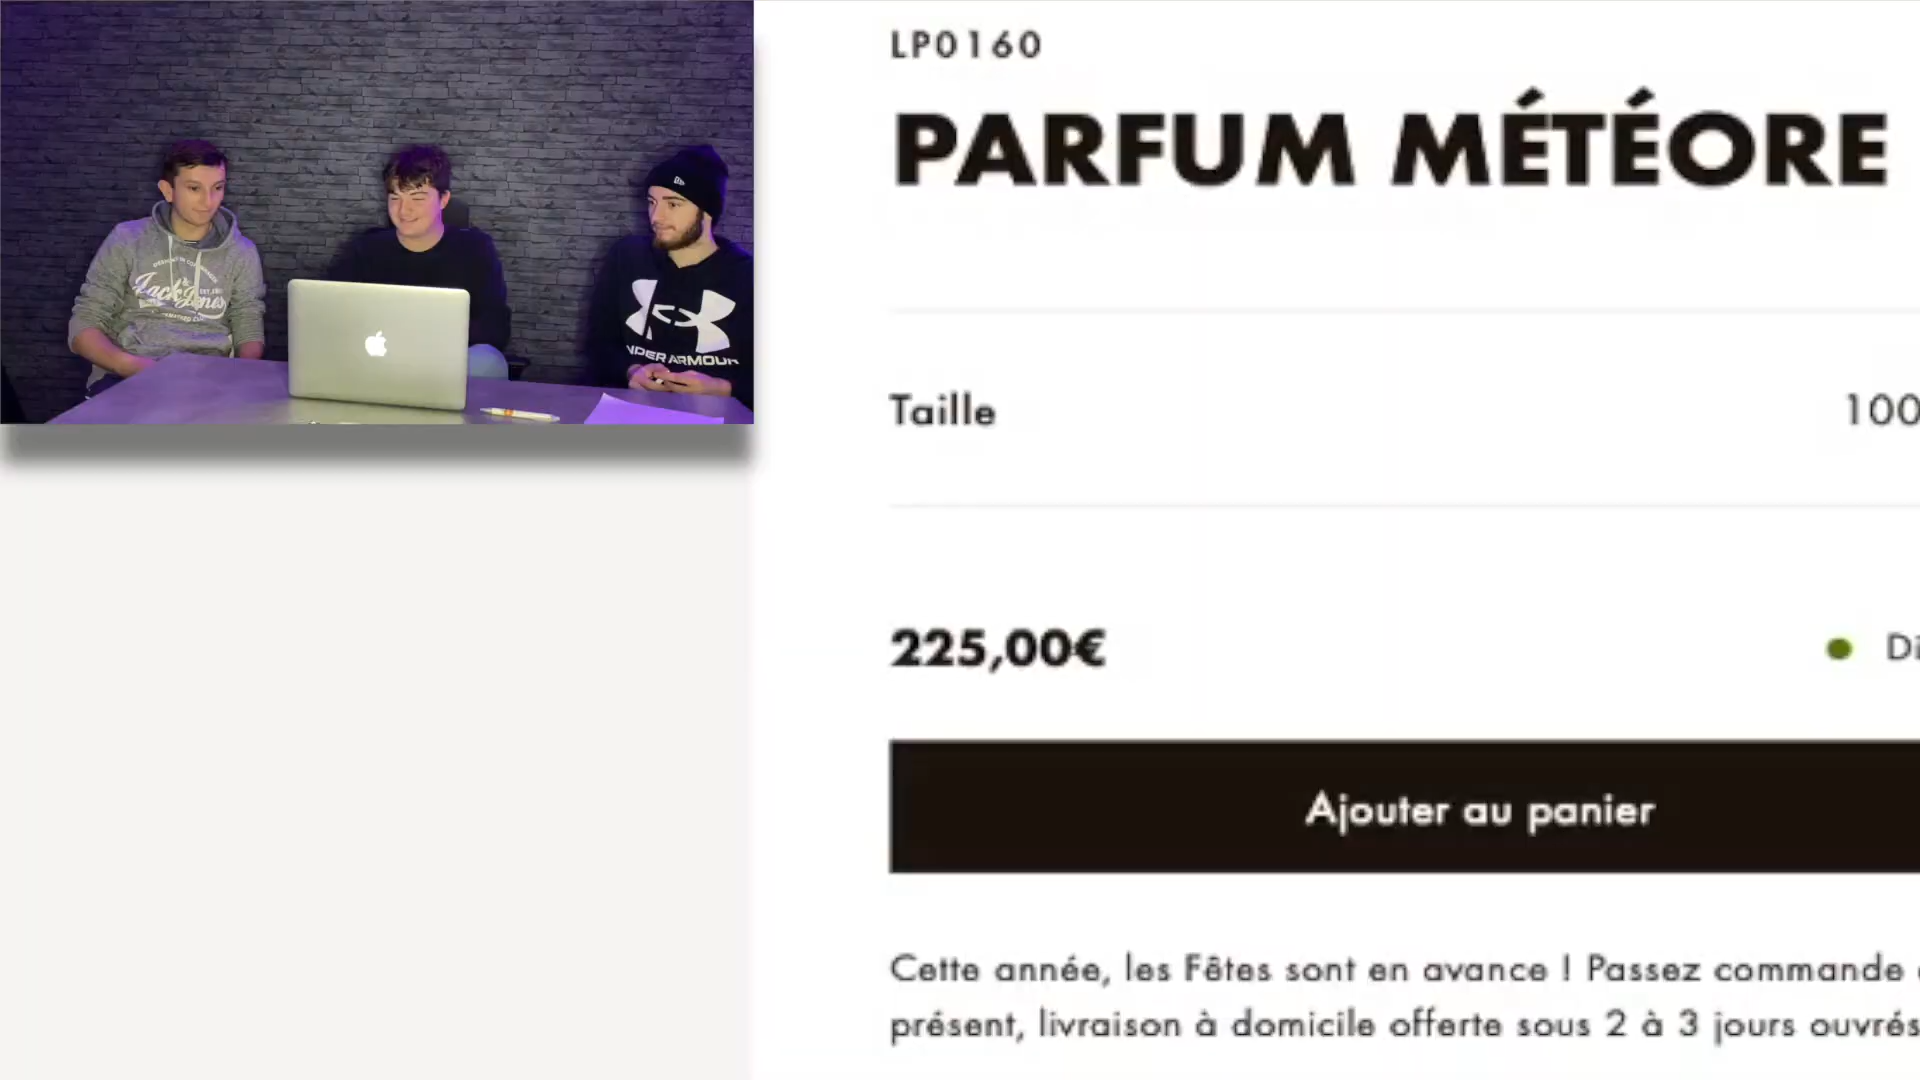 LP0160
PARFUM MÉTÉORE
Taille
100
225,00€
Ajouter au panier
Cette année, les Fêtes sont en avance ! Passez commande
présent, livraison à domicile offerte sous 2 à 3 jours ouvrés
Jack&Jones
UNDER ARMOUR